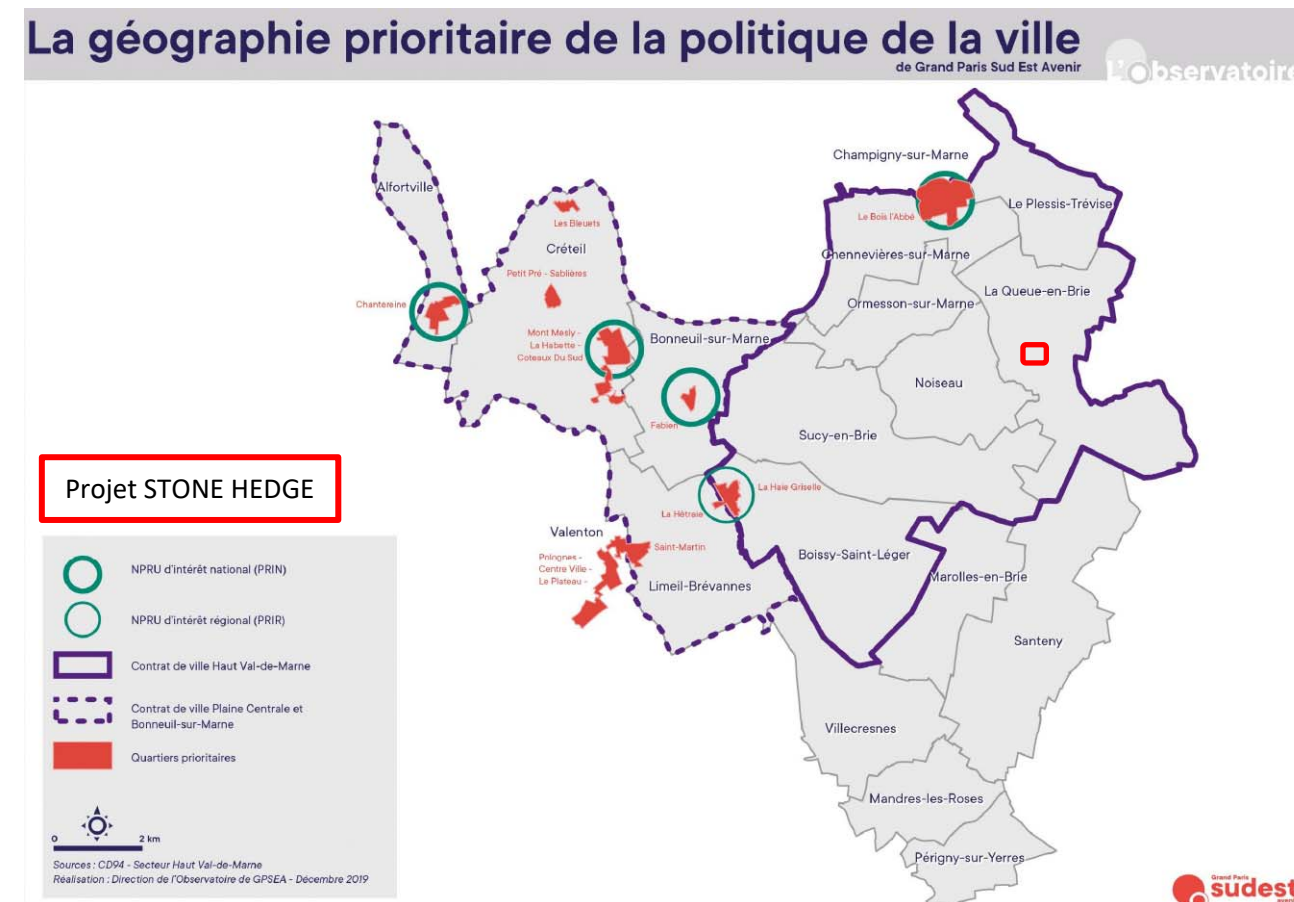 La géographie prioritaire de la politique de la ville
de Grand Paris Sud Est Avenir
L'Observatoire
Champigny-sur-Marne
Alfortville
Le Bois l'Abbé
Le Plessis-Trévise
Les Bleuets
Créteil
Chennevières-sur-Marne
Petit Pré - Sablières
La Queue-en-Brie
Chantereine
Ormesson-sur-Marne
Mont Mesly -
La Habette -
Coteaux Du Sud
Bonneuil-sur-Marne
Noiseau
Fabien
Sucy-en-Brie
Projet STONE HEDGE
La Haie Griselle
La Hêtraie
Valenton
Saint-Martin
Polognes -
Centre Ville -
Le Plateau -
Boissy-Saint-Léger
Marolles-en-Brie
Limeil-Brévannes
Santeny
Villecresnes
Mandres-les-Roses
Périgny-sur-Yerres
NPRU d'intérêt national (PRIN)
NPRU d'intérêt régional (PRIR)
Contrat de ville Haut Val-de-Marne
Contrat de ville Plaine Centrale et
Bonneuil-sur-Marne
Quartiers prioritaires
0 2 km
Sources : CD94 - Secteur Haut Val-de-Marne
Réalisation : Direction de l'Observatoire de GPSEA - Décembre 2019
Grand Paris
sudest
avenir